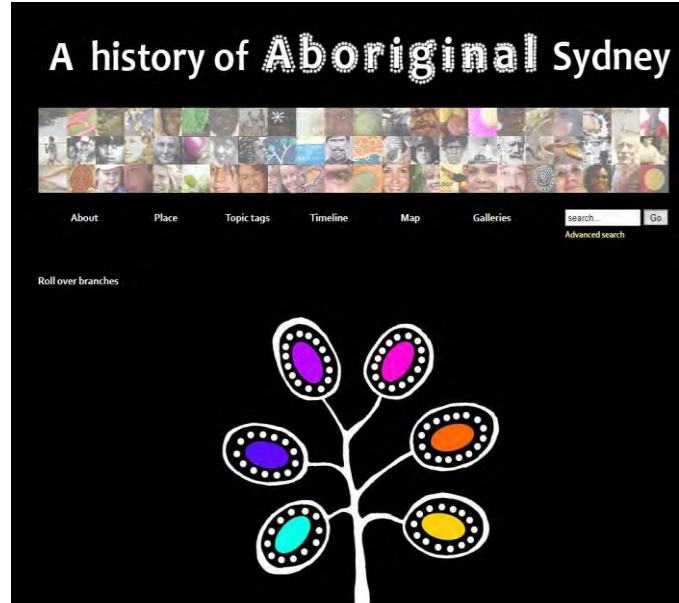 A history of Aboriginal Sydney
About Place Topic tags Timeline Map Galleries search... Go
Advanced search
Roll over branches